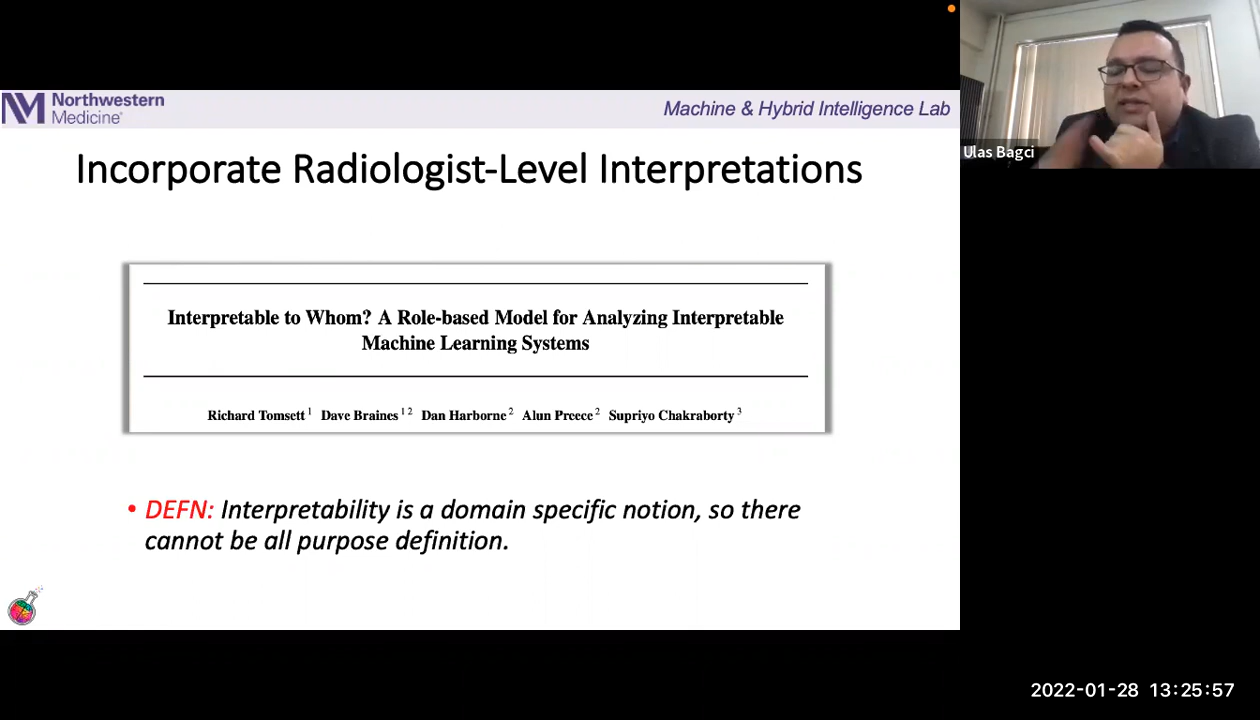 Northwestern
Medicine®
Machine & Hybrid Intelligence Lab
Ulas Bagci
Incorporate Radiologist-Level Interpretations
Interpretable to Whom? A Role-based Model for Analyzing Interpretable
Machine Learning Systems
Richard Tomsett 1 Dave Braines 1 2 Dan Harborne 2 Alun Preece 2 Supriyo Chakraborty 3
• DEFN: Interpretability is a domain specific notion, so there
cannot be all purpose definition.
2022-01-28 13:25:57